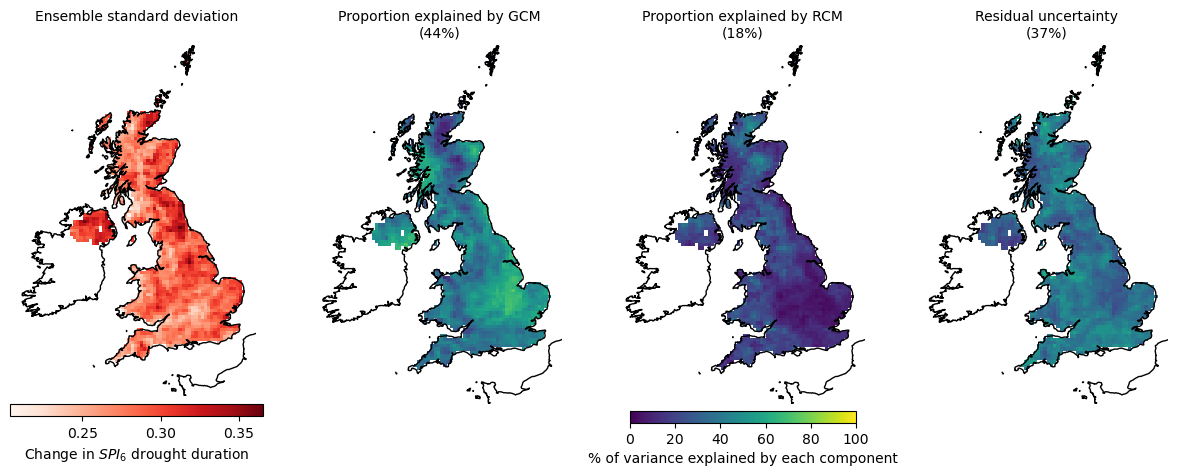 Ensemble standard deviation
Proportion explained by GCM
(44%)
Proportion explained by RCM
(18%)
Residual uncertainty
(37%)
0.25 0.30 0.35
Change in SPI₆ drought duration
0 20 40 60 80 100
% of variance explained by each component